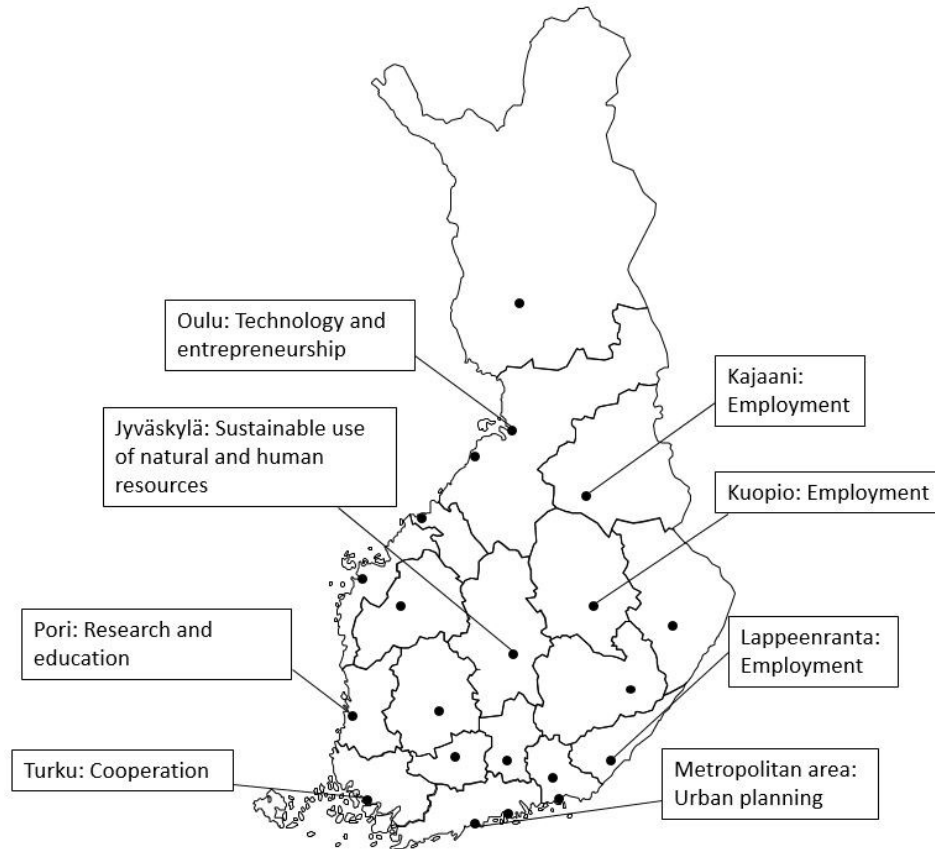 Oulu: Technology and
entrepreneurship
Kajaani:
Employment
Jyväskylä: Sustainable use
of natural and human
resources
Kuopio: Employment
Pori: Research and
education
Lappeenranta:
Employment
Turku: Cooperation
Metropolitan area:
Urban planning